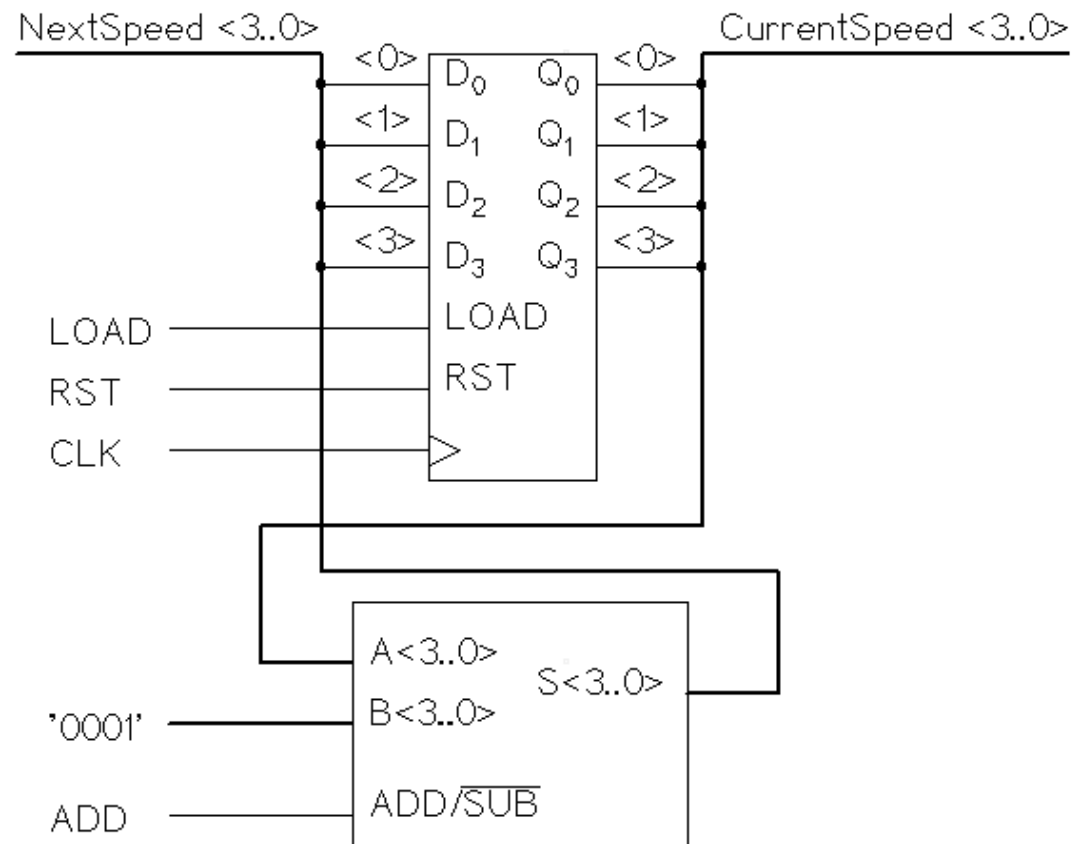 NextSpeed <3..0> CurrentSpeed <3..0>
<0> D0 Q0 <0>
<1> D1 Q1 <1>
<2> D2 Q2 <2>
<3> D3 Q3 <3>
LOAD LOAD
RST RST
CLK
A<3..0>
S<3..0>
'0001' B<3..0>
ADD ADD/SUB